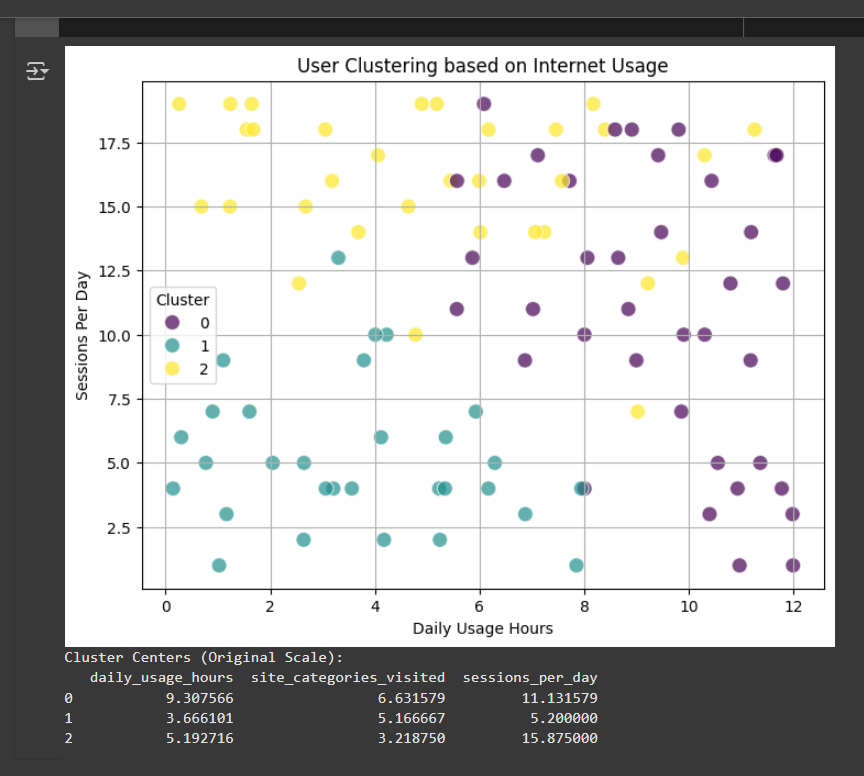 User Clustering based on Internet Usage
17.5
15.0
12.5
10.0
7.5
5.0
2.5
Sessions Per Day
Cluster
0
1
2
0 2 4 6 8 10 12
Daily Usage Hours
Cluster Centers (Original Scale):
daily_usage_hours site_categories_visited sessions_per_day
0 9.307566 6.631579 11.131579
1 3.666101 5.166667 5.200000
2 5.192716 3.218750 15.875000